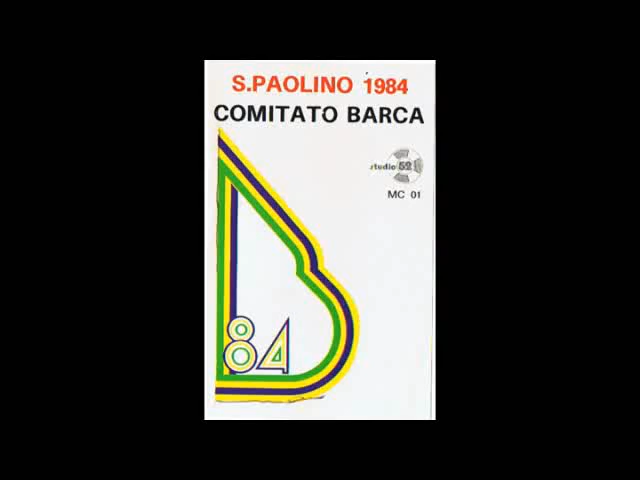 S.PAOLINO 1984
COMITATO BARCA
studio 52
MC 01
84